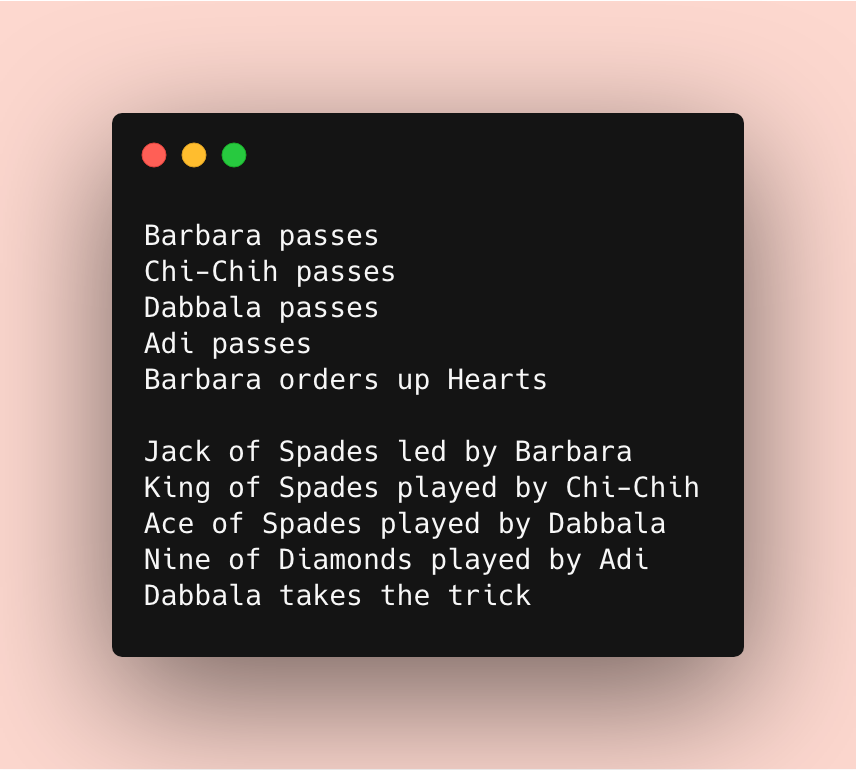 Barbara passes
Chi-Chih passes
Dabbala passes
Adi passes
Barbara orders up Hearts
Jack of Spades led by Barbara
King of Spades played by Chi-Chih
Ace of Spades played by Dabbala
Nine of Diamonds played by Adi
Dabbala takes the trick